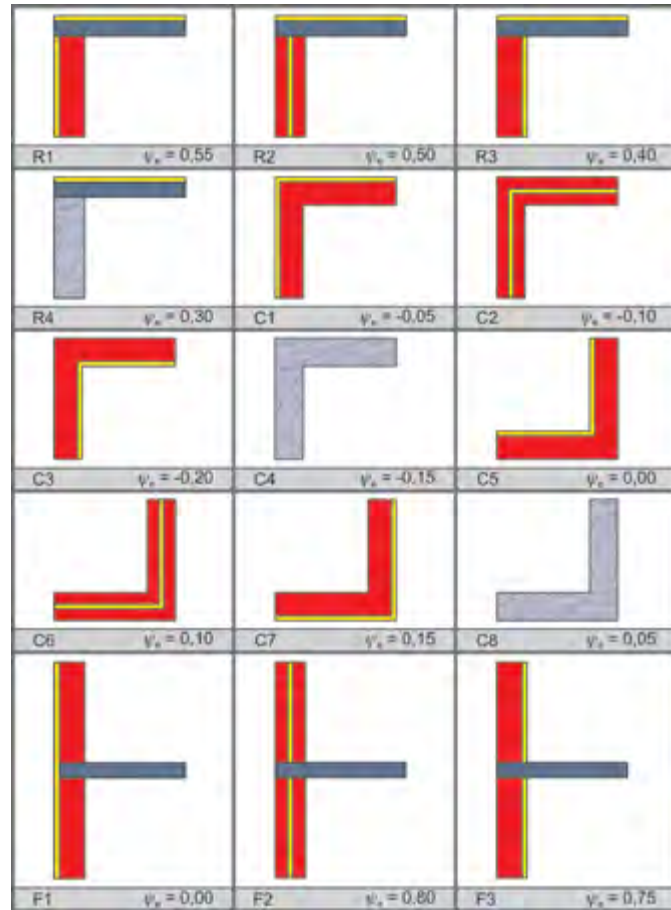 R1 ψₑ = 0,55 R2 ψₑ = 0,50 R3 ψₑ = 0,40
R4 ψₑ = 0,30 C1 ψₑ = -0,05 C2 ψₑ = -0,10
C3 ψₑ = -0,20 C4 ψₑ = -0,15 C5 ψₑ = 0,00
C6 ψₑ = 0,10 C7 ψₑ = 0,15 C8 ψₑ = 0,05
F1 ψₑ = 0,00 F2 ψₑ = 0,80 F3 ψₑ = 0,75